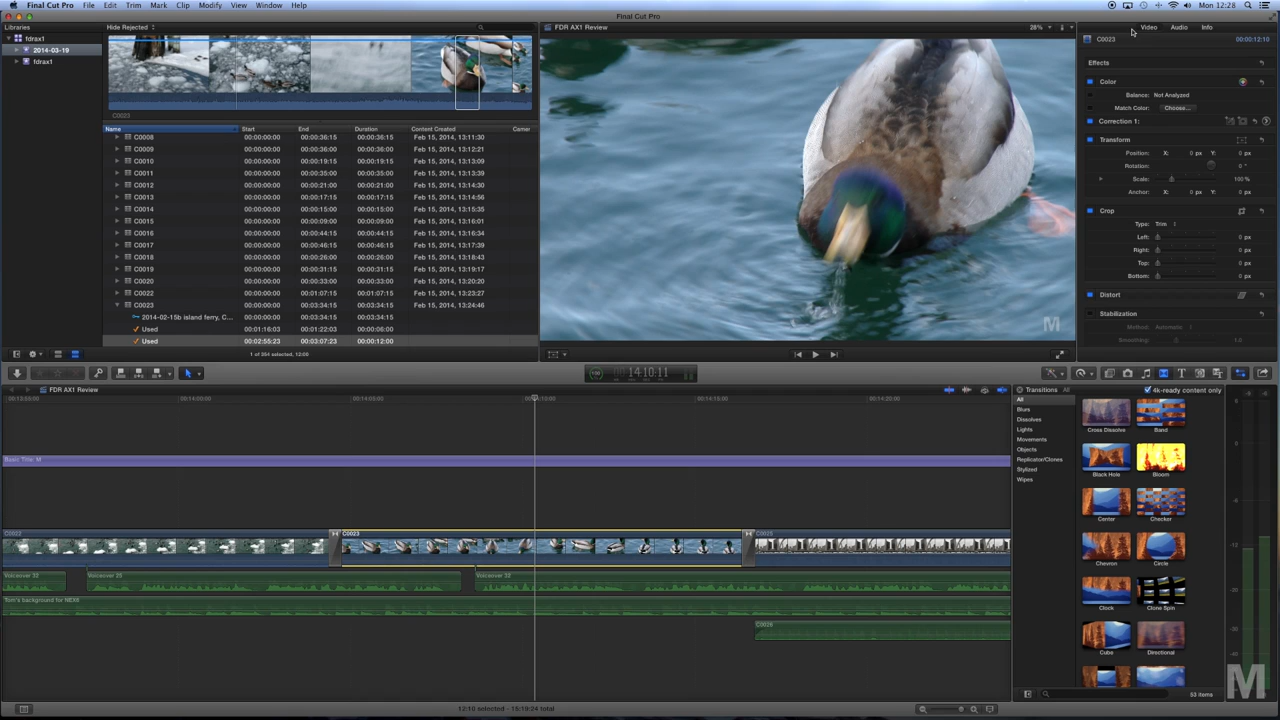 Final Cut Pro File Edit Trim Mark Clip Modify View Window Help
Mon 12:28
Final Cut Pro
Libraries
fdrax1
2014-03-19
fdrax1
Hide Rejected
C0023
Name Start End Duration Content Created Camer
C0008 00:00:00:00 00:00:36:15 00:00:36:15 Feb 15, 2014, 13:11:30
C0009 00:00:00:00 00:00:36:00 00:00:36:00 Feb 15, 2014, 13:12:21
C0010 00:00:00:00 00:00:19:15 00:00:19:15 Feb 15, 2014, 13:13:09
C0011 00:00:00:00 00:00:35:00 00:00:35:00 Feb 15, 2014, 13:13:39
C0012 00:00:00:00 00:00:21:00 00:00:21:00 Feb 15, 2014, 13:14:30
C0013 00:00:00:00 00:00:17:15 00:00:17:15 Feb 15, 2014, 13:14:56
C0014 00:00:00:00 00:00:15:00 00:00:15:00 Feb 15, 2014, 13:15:35
C0015 00:00:00:00 00:00:09:00 00:00:09:00 Feb 15, 2014, 13:16:01
C0016 00:00:00:00 00:00:44:15 00:00:44:15 Feb 15, 2014, 13:16:34
C0017 00:00:00:00 00:00:46:15 00:00:46:15 Feb 15, 2014, 13:17:39
C0018 00:00:00:00 00:00:26:15 00:00:26:15 Feb 15, 2014, 13:18:43
C0019 00:00:00:00 00:00:39:15 00:00:39:15 Feb 15, 2014, 13:19:17
C0020 00:00:00:00 00:00:33:00 00:00:33:00 Feb 15, 2014, 13:20:20
C0022 00:00:00:00 00:01:07:15 00:01:07:15 Feb 15, 2014, 13:23:27
C0023 00:00:00:00 00:03:34:15 00:03:34:15 Feb 15, 2014, 13:24:46
2014-02-15b island ferry, C... 00:00:00:00 00:03:34:15 00:03:34:15
Used 00:01:16:03 00:01:22:03 00:00:06:00
Used 00:02:55:23 00:03:07:23 00:00:12:00
1 of 354 selected, 12:00
FDR AX1 Review 28%
M
Video Audio Info
C0023 00:00:12:10
Effects
Color
Balance: Not Analyzed
Match Color: Choose...
Correction 1:
Transform
Position: X: 0 px Y: 0 px
Rotation: 0 °
Scale: 100 %
Anchor: X: 0 px Y: 0 px
Crop
Type: Trim
Left: 0 px
Right: 0 px
Top: 0 px
Bottom: 0 px
Distort
Stabilization
Method: Automatic
Smoothing: 1.0
100 14:10.11
FDR AX1 Review
00:14:00:00 00:14:05:00 00:14:15:00 00:14:20:00
Basic Title: M
C0022 C0023
Voiceover 32 Voiceover 25 Voiceover 32
Tom's background for NEX6
C0026
12:10 selected - 16:19:24 total
Transitions All 4k-ready content only
All
Blurs
Dissolves
Lights
Movements
Objects
Replicator/Clones
Stylized
Wipes
Cross Dissolve Band
Black Hole Bloom
Center Checker
Chevron Circle
Clock Clone Spin
Cube Directional
53 items
M